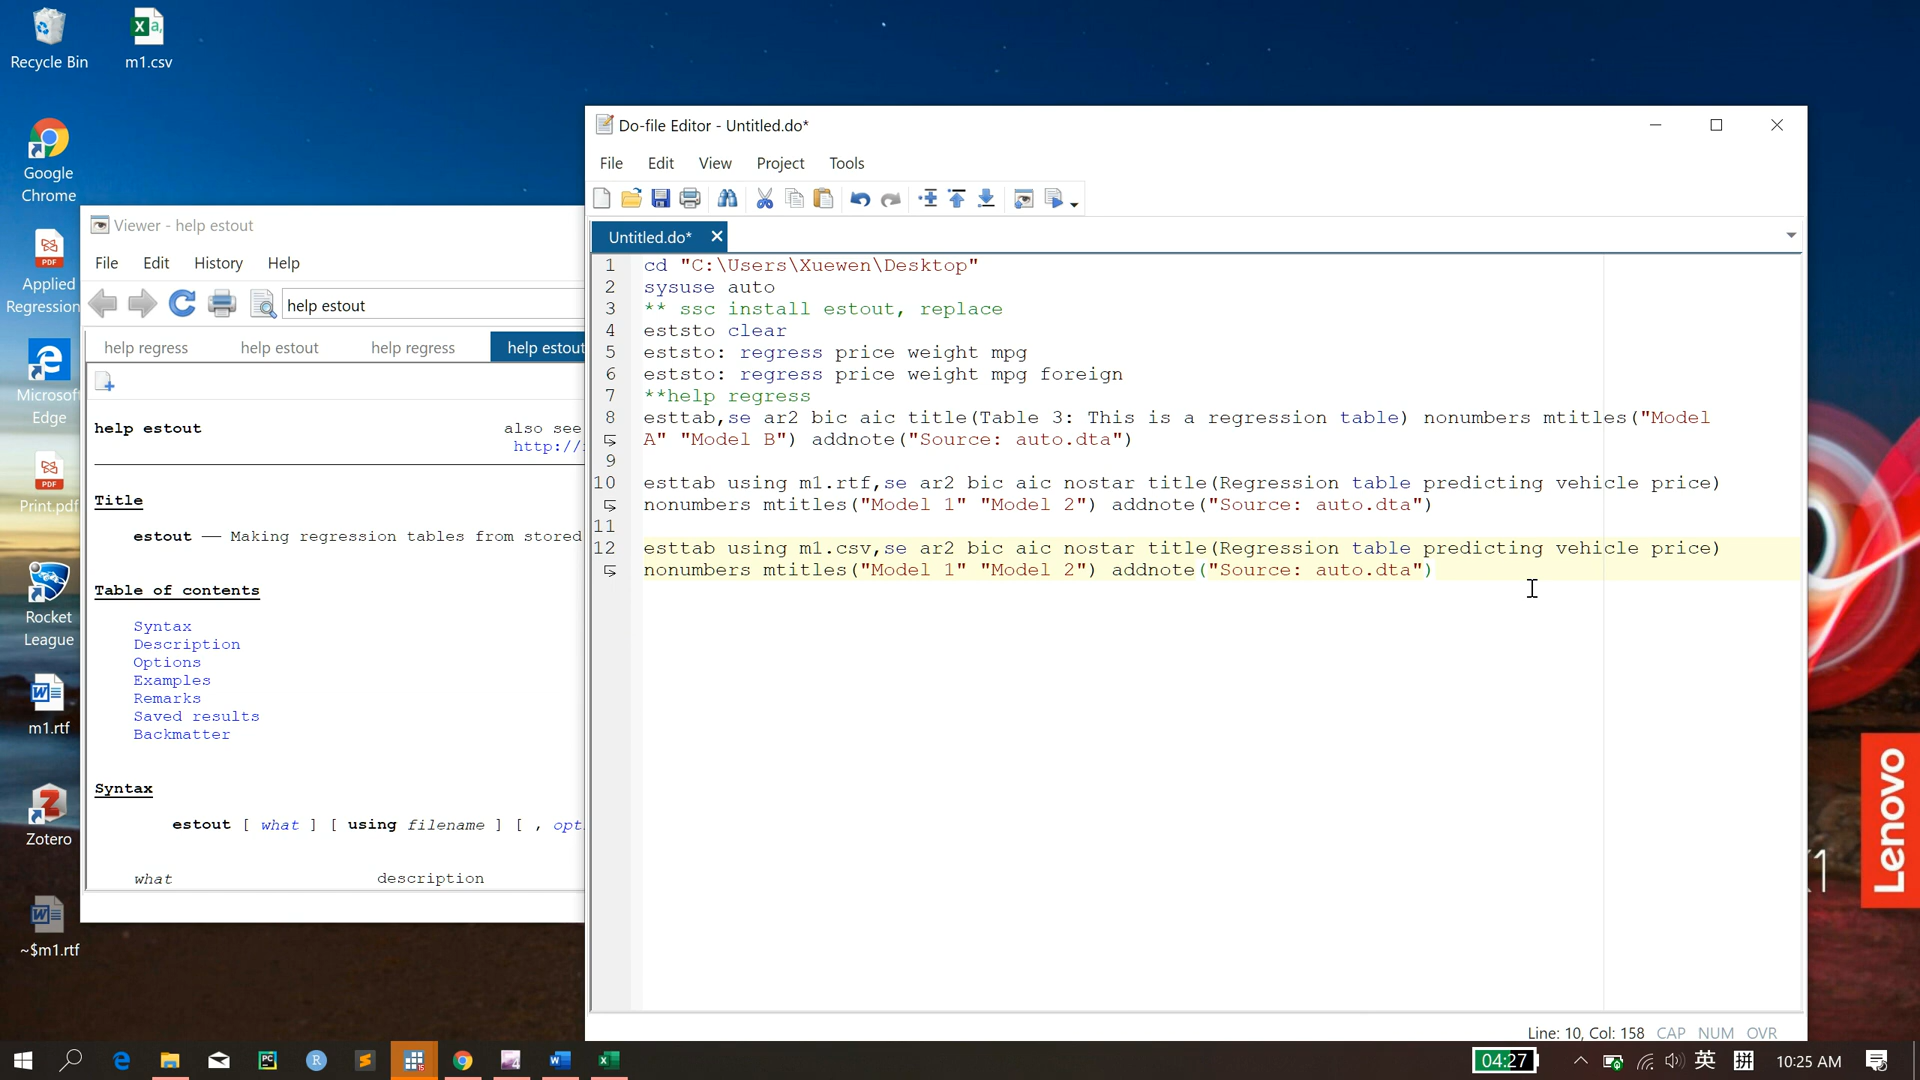 Recycle Bin
m1.csv
Google
Chrome
Applied
Regression
Microsof
Edge
Print.pdf
Rocket
League
m1.rtf
Zotero
~$m1.rtf
Viewer - help estout
File Edit History Help
help estout
help regress help estout help regress help estout
help estout also see
http://
Title
estout — Making regression tables from stored
Table of contents
Syntax
Description
Options
Examples
Remarks
Saved results
Backmatter
Syntax
estout [ what ] [ using filename ] [ , opt
what description
Do-file Editor - Untitled.do*
File Edit View Project Tools
Untitled.do*
1 cd "C:\Users\Xuewen\Desktop"
2 sysuse auto
3 ** ssc install estout, replace
4 eststo clear
5 eststo: regress price weight mpg
6 eststo: regress price weight mpg foreign
7 **help regress
8 esttab,se ar2 bic aic title(Table 3: This is a regression table) nonumbers mtitles("Model
A" "Model B") addnote("Source: auto.dta")
9
10 esttab using m1.rtf,se ar2 bic aic nostar title(Regression table predicting vehicle price)
nonumbers mtitles("Model 1" "Model 2") addnote("Source: auto.dta")
11
12 esttab using m1.csv,se ar2 bic aic nostar title(Regression table predicting vehicle price)
nonumbers mtitles("Model 1" "Model 2") addnote("Source: auto.dta")
Line: 10, Col: 158 CAP NUM OVR
Lenovo
04:27
英
拼
10:25 AM